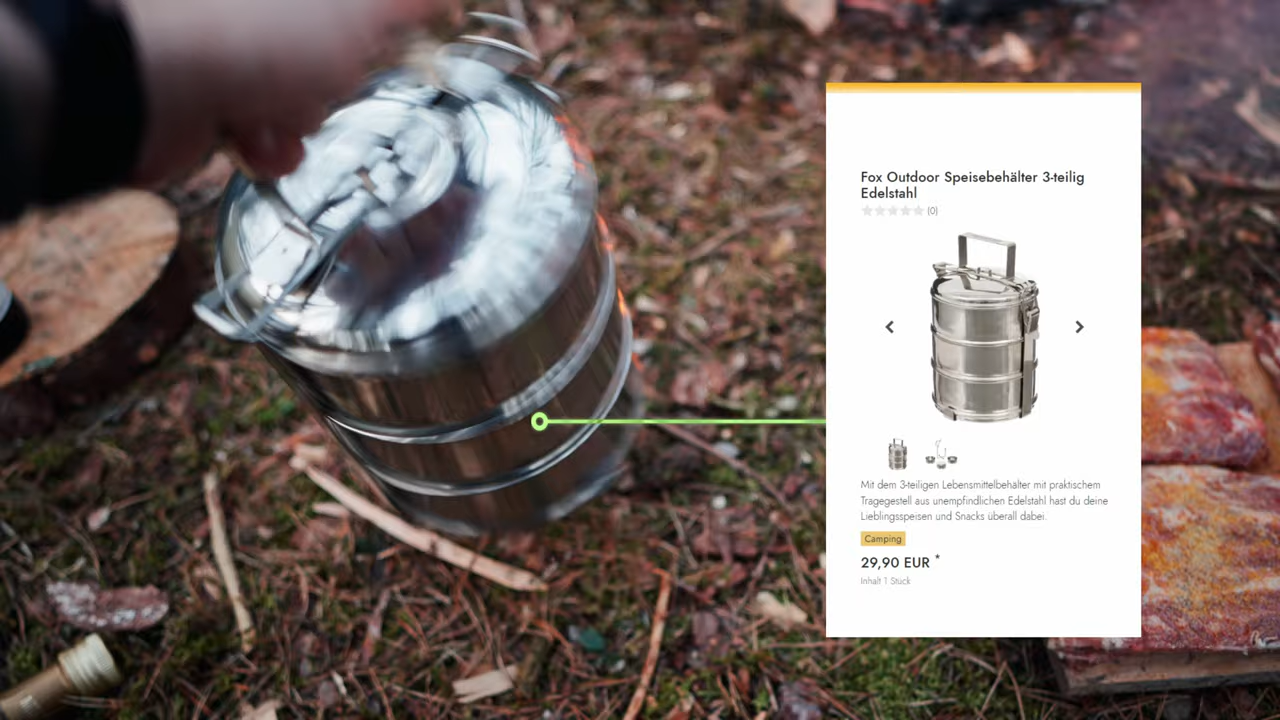 Fox Outdoor Speisebehälter 3-teilig
Edelstahl
(0)
Mit dem 3-teiligen Lebensmittelbehälter mit praktischem
Tragegestell aus unempfindlichen Edelstahl hast du deine
Lieblingsspeisen und Snacks überall dabei.
Camping
29,90 EUR *
Inhalt 1 Stück